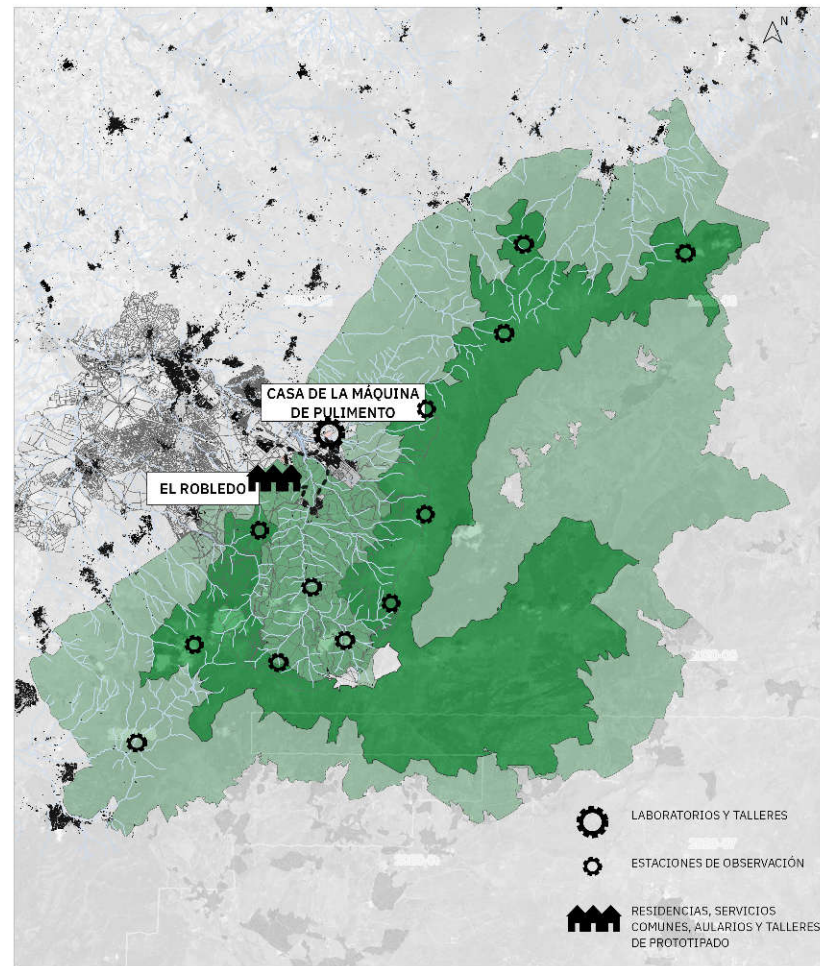 N
CASA DE LA MÁQUINA
DE PULIMENTO
EL ROBLEDO
LABORATORIOS Y TALLERES
ESTACIONES DE OBSERVACIÓN
RESIDENCIAS, SERVICIOS
COMUNES, AULARIOS Y TALLERES
DE PROTOTIPADO